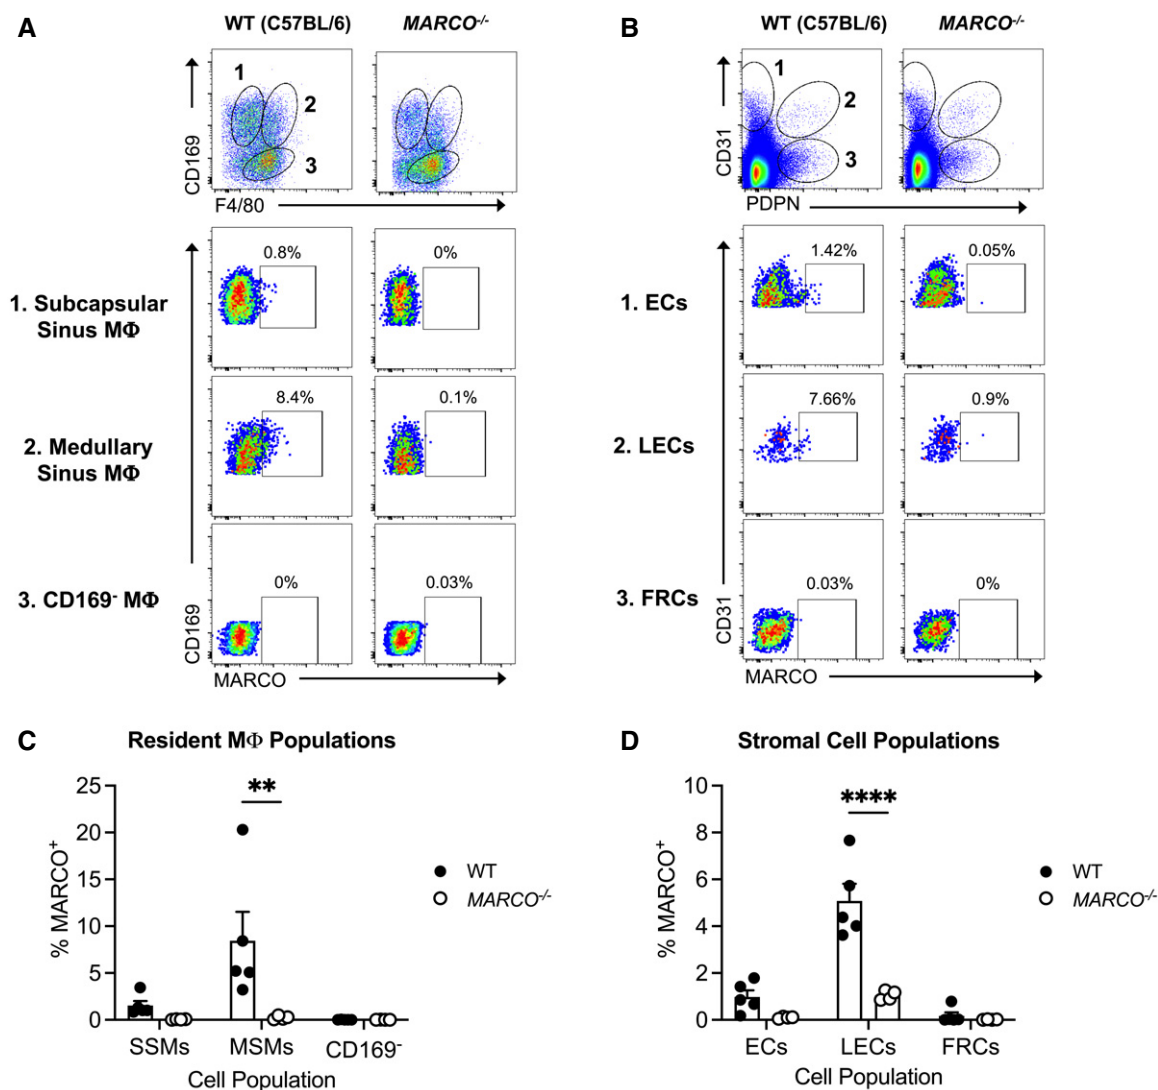 A
WT (C57BL/6)
MARCO-/-
1
2
3
CD169
F4/80
0.8%
0%
1. Subcapsular
Sinus MΦ
8.4%
0.1%
2. Medullary
Sinus MΦ
0%
0.03%
3. CD169- MΦ
CD169
MARCO
B
WT (C57BL/6)
MARCO-/-
1
2
3
CD31
PDPN
1.42%
0.05%
1. ECs
7.66%
0.9%
2. LECs
0.03%
0%
3. FRCs
CD31
MARCO
C
Resident MΦ Populations
% MARCO+
25
20
15
10
5
0
**
WT
MARCO-/-
SSMs
MSMs
CD169-
Cell Population
D
Stromal Cell Populations
% MARCO+
10
8
6
4
2
0
****
WT
MARCO-/-
ECs
LECs
FRCs
Cell Population